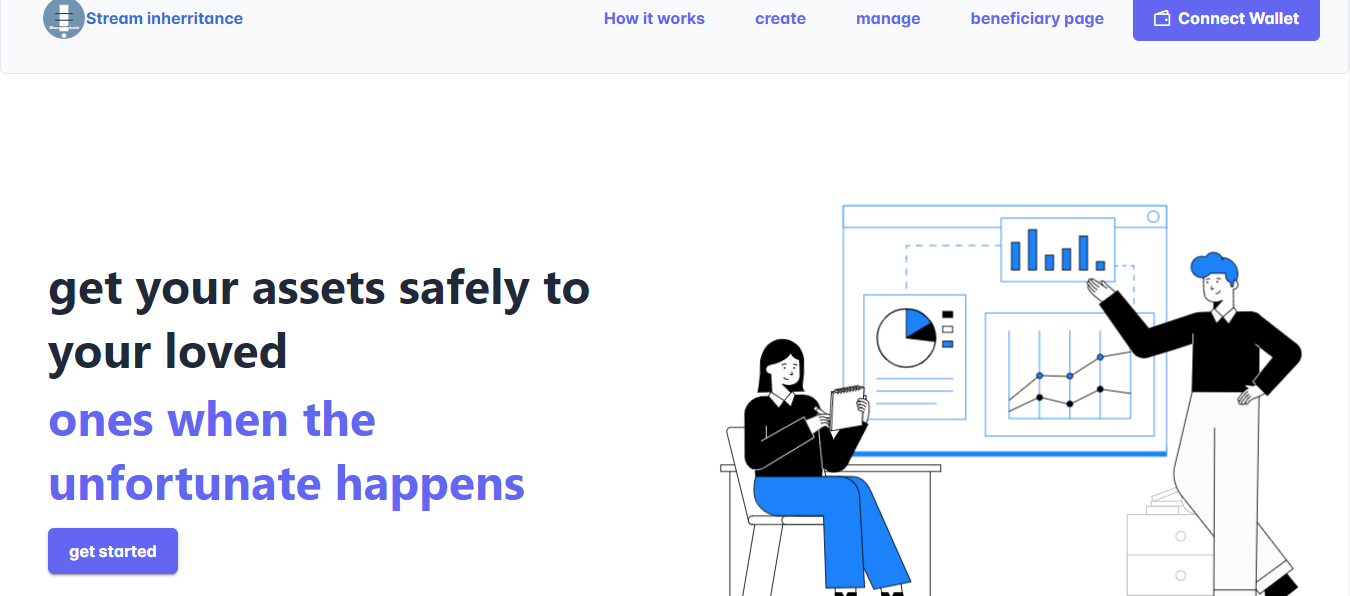 Stream inherritance
How it works
create
manage
beneficiary page
Connect Wallet
get your assets safely to
your loved
ones when the
unfortunate happens
get started